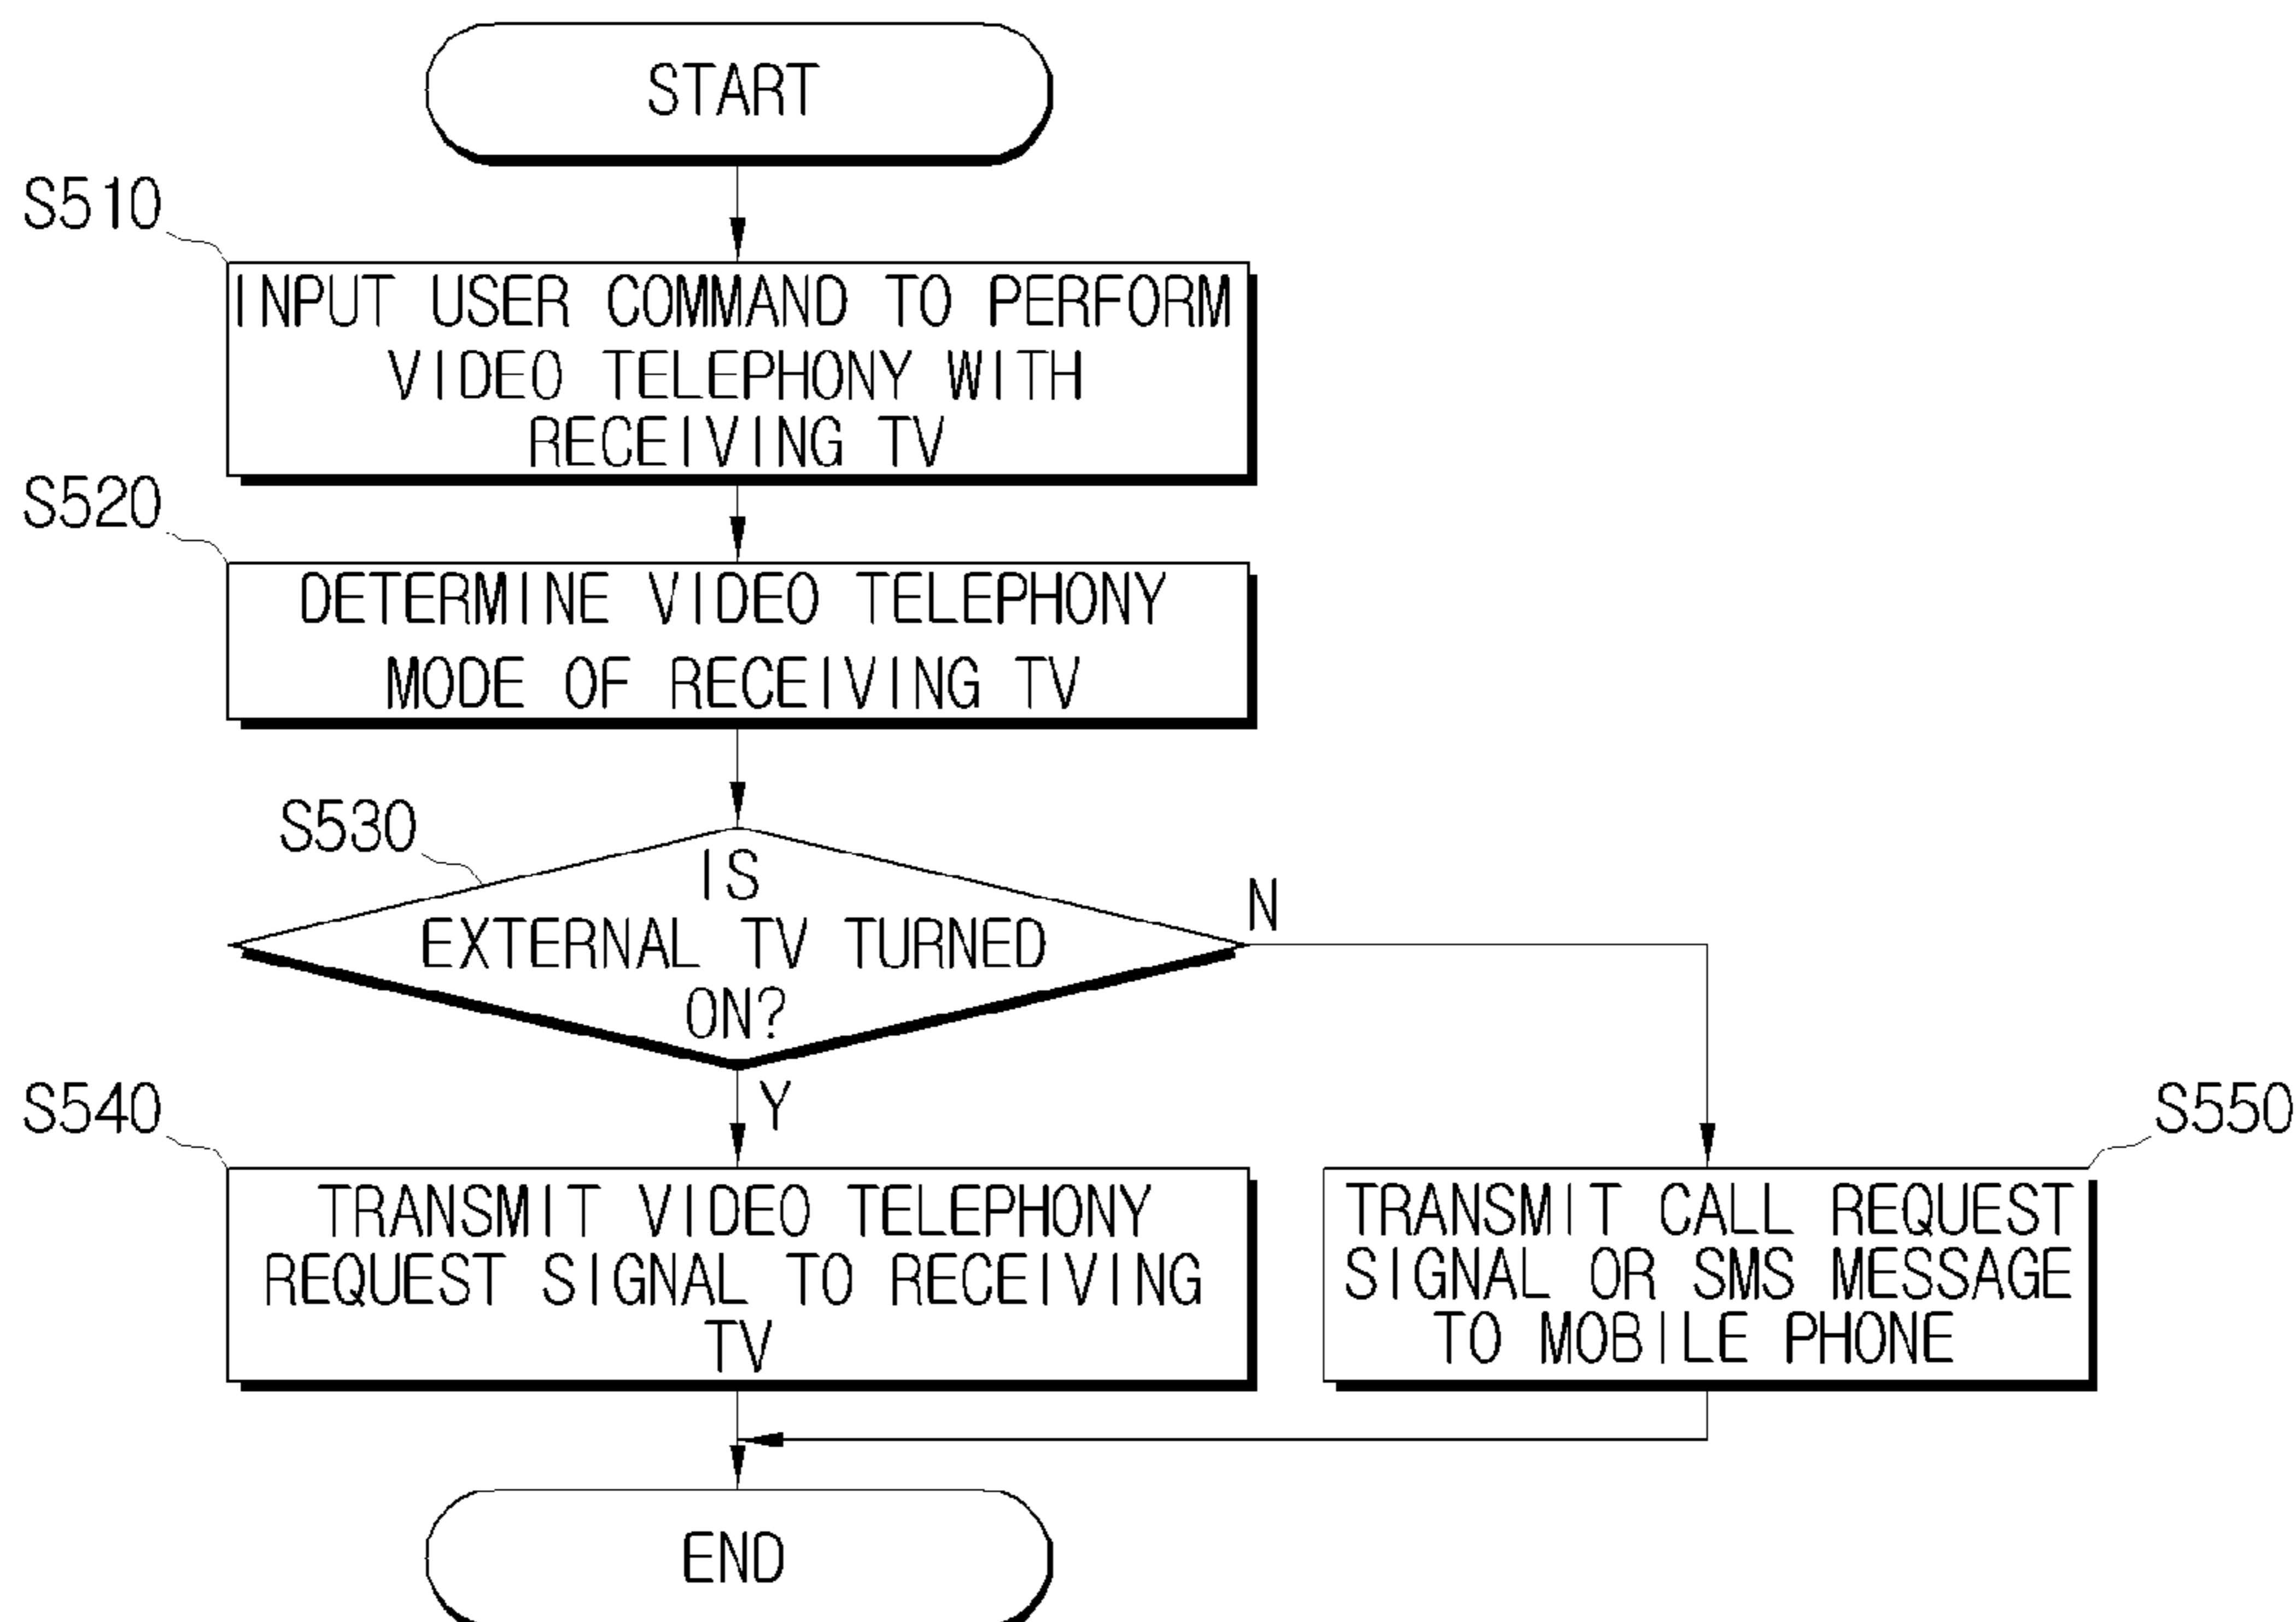 START
S510
INPUT USER COMMAND TO PERFORM
VIDEO TELEPHONY WITH
RECEIVING TV
S520
DETERMINE VIDEO TELEPHONY
MODE OF RECEIVING TV
S530
IS
EXTERNAL TV TURNED
ON?
N
Y
S540
TRANSMIT VIDEO TELEPHONY
REQUEST SIGNAL TO RECEIVING
TV
S550
TRANSMIT CALL REQUEST
SIGNAL OR SMS MESSAGE
TO MOBILE PHONE
END